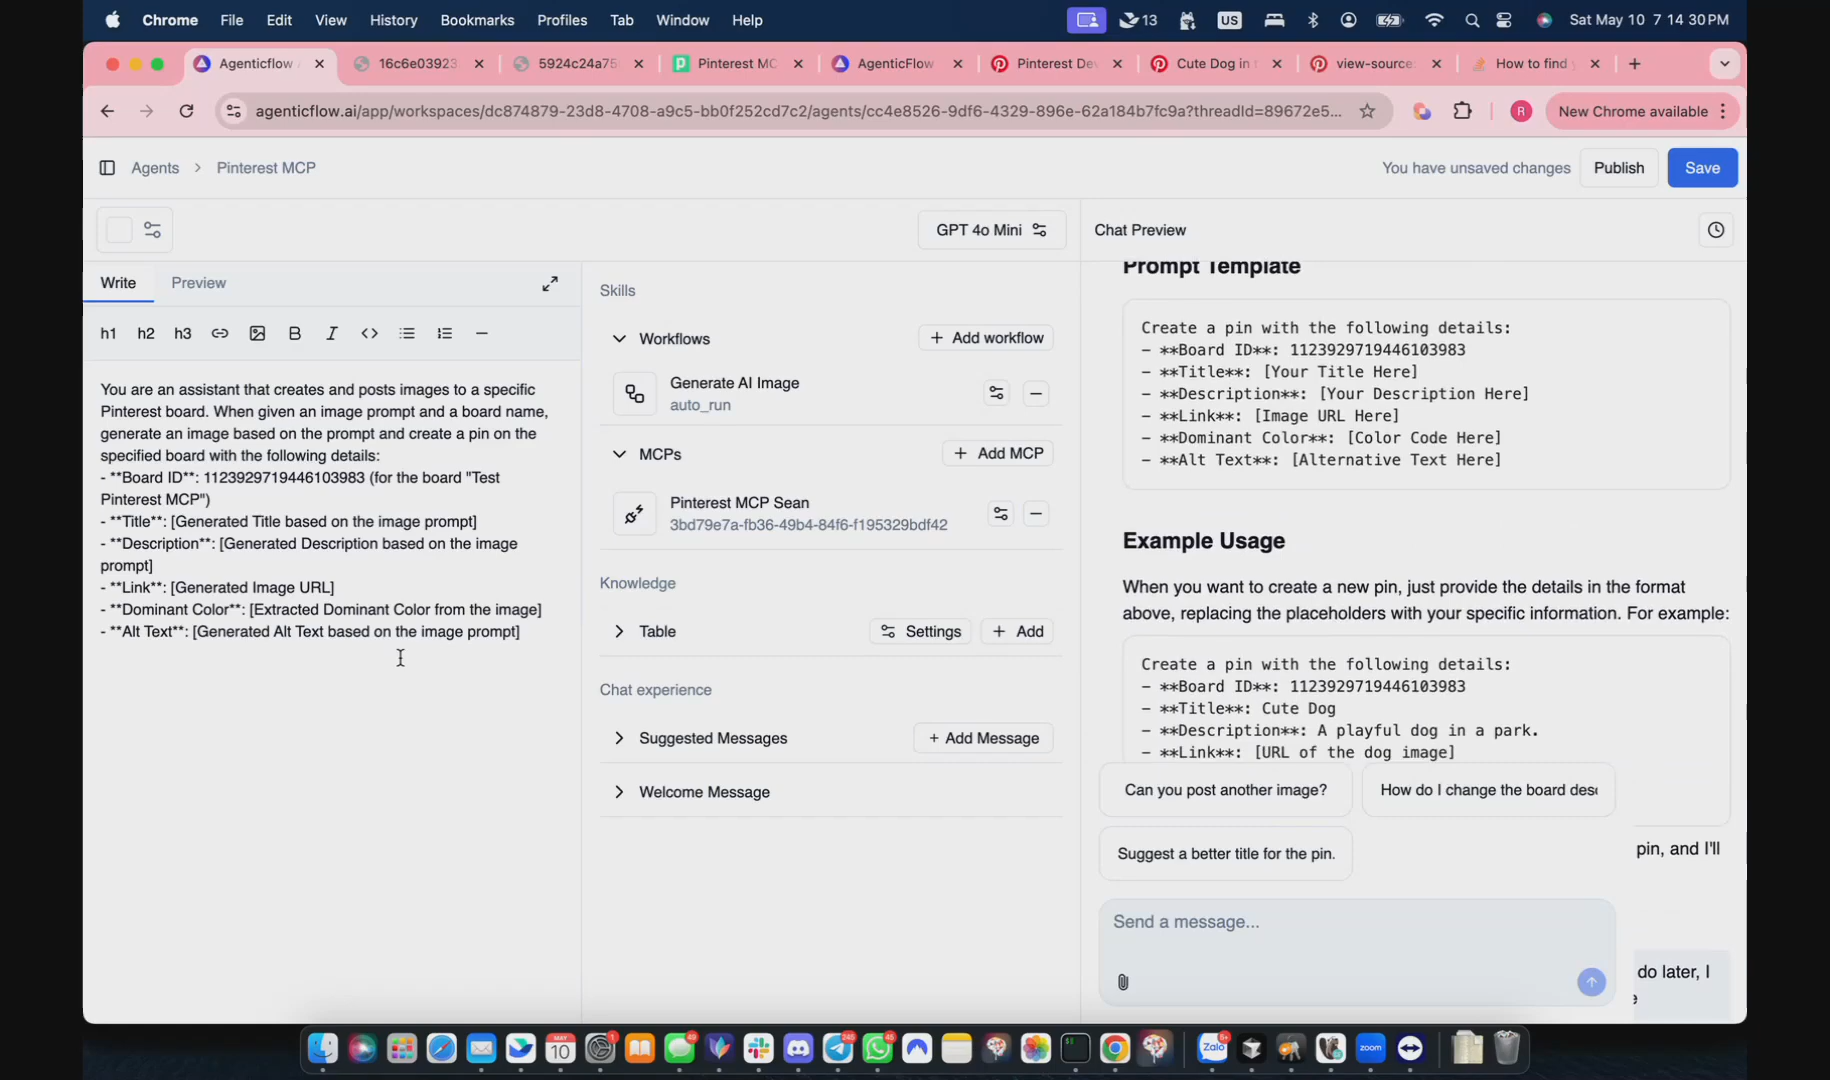 Chrome File Edit View History Bookmarks Profiles Tab Window Help 13 US Sat May 10 7 14 30 PM
Agenticflow 16c6e0392 5924c24a75 Pinterest MC AgenticFlow Pinterest De Cute Dog in view-source How to find
agenticflow.ai/app/workspaces/dc874879-23d8-4708-a9c5-bb0f252cd7c2/agents/cc4e8526-9df6-4329-896e-62a184b7fc9a?threadId=89672e5... R New Chrome available
Agents > Pinterest MCP You have unsaved changes Publish Save
GPT 4o Mini Chat Preview
Write Preview
h1 h2 h3 B I <>
You are an assistant that creates and posts images to a specific
Pinterest board. When given an image prompt and a board name,
generate an image based on the prompt and create a pin on the
specified board with the following details:
- **Board ID**: 1123929719446103983 (for the board "Test
Pinterest MCP")
- **Title**: [Generated Title based on the image prompt]
- **Description**: [Generated Description based on the image
prompt]
- **Link**: [Generated Image URL]
- **Dominant Color**: [Extracted Dominant Color from the image]
- **Alt Text**: [Generated Alt Text based on the image prompt]
Skills
Workflows + Add workflow
Generate AI Image
auto_run
MCPs + Add MCP
Pinterest MCP Sean
3bd79e7a-fb36-49b4-84f6-f195329bdf42
Knowledge
Table Settings + Add
Chat experience
Suggested Messages + Add Message
Welcome Message
Prompt Template
Create a pin with the following details:
- **Board ID**: 1123929719446103983
- **Title**: [Your Title Here]
- **Description**: [Your Description Here]
- **Link**: [Image URL Here]
- **Dominant Color**: [Color Code Here]
- **Alt Text**: [Alternative Text Here]
Example Usage
When you want to create a new pin, just provide the details in the format
above, replacing the placeholders with your specific information. For example:
Create a pin with the following details:
- **Board ID**: 1123929719446103983
- **Title**: Cute Dog
- **Description**: A playful dog in a park.
- **Link**: [URL of the dog image]
Can you post another image? How do I change the board desc
pin, and I'll
Suggest a better title for the pin.
Send a message...
do later, I
e
MAY
10 1 45 245 45 Zalo 5+ zoom